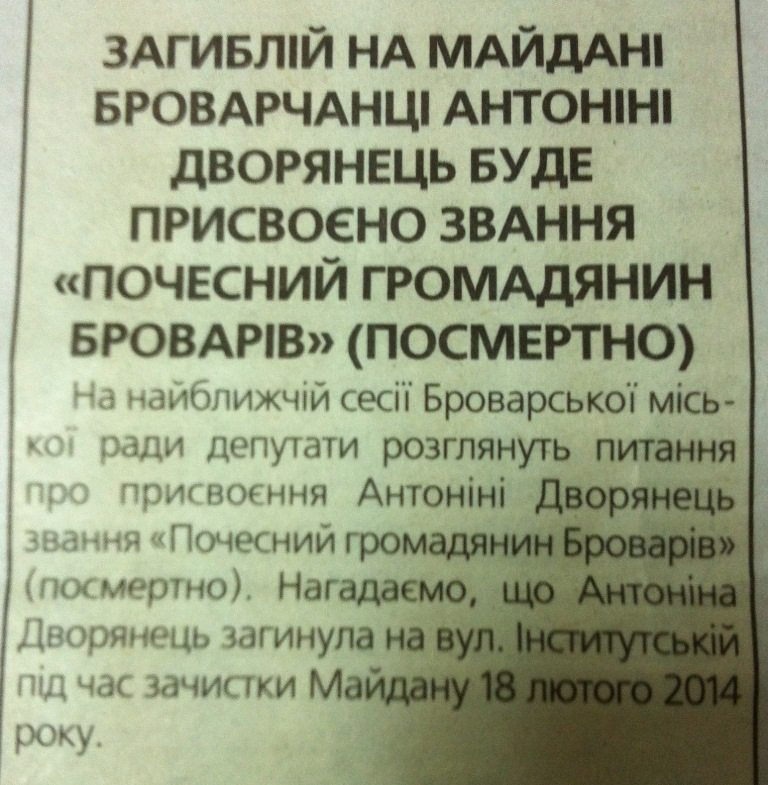 ЗАГИБЛІЙ НА МАЙДАНІ
БРОВАРЧАНЦІ АНТОНІНІ
ДВОРЯНЕЦЬ БУДЕ
ПРИСВОЄНО ЗВАННЯ
«ПОЧЕСНИЙ ГРОМАДЯНИН
БРОВАРІВ» (ПОСМЕРТНО)
На найближчій сесії Броварської місь-
кої ради депутати розглянуть питання
про присвоєння Антоніні Дворянець
звання «Почесний громадянин Броварів»
(посмертно). Нагадаємо, що Антоніна
Дворянець загинула на вул. Інститутській
під час зачистки Майдану 18 лютого 2014
року.